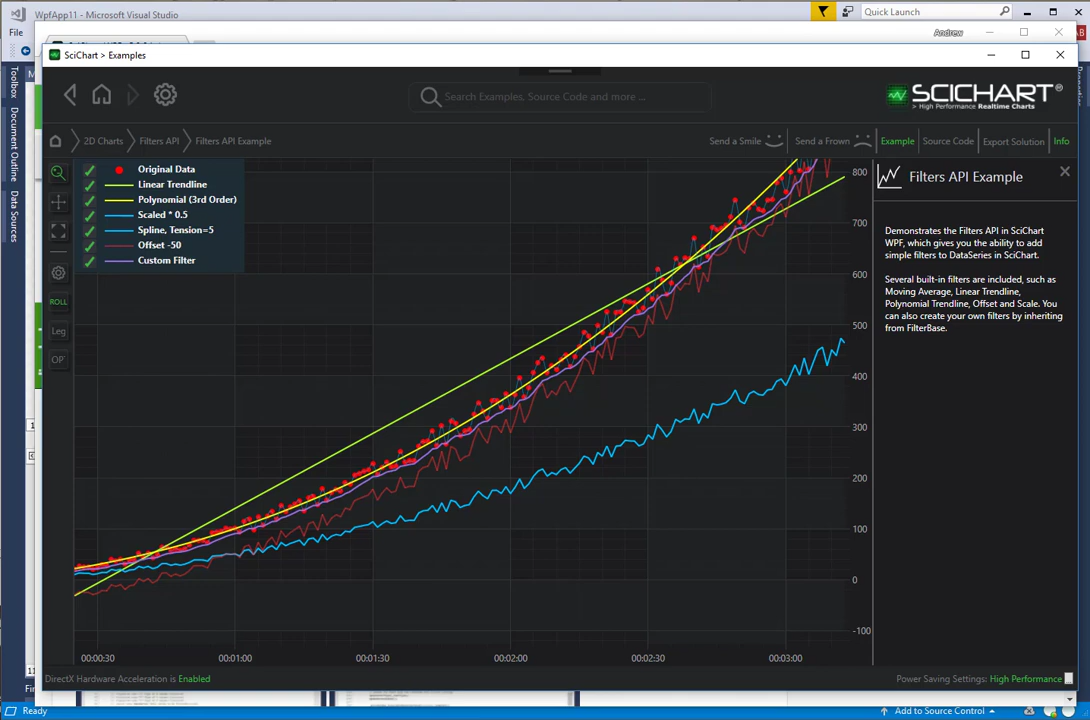 WpfApp11 - Microsoft Visual Studio
Quick Launch
File
Andrew
SciChart > Examples
Toolbox
Document Outline
Data Sources
Search Examples, Source Code and more ...
SCICHART®
> High Performance Realtime Charts
2D Charts
Filters API
Filters API Example
Send a Smile
Send a Frown
Example
Source Code
Export Solution
Info
Original Data
Linear Trendline
Polynomial (3rd Order)
Scaled * 0.5
Spline, Tension=5
Offset -50
Custom Filter
ROLL
Leg
OP'
800
700
600
500
400
300
200
100
0
-100
00:00:30
00:01:00
00:01:30
00:02:00
00:02:30
00:03:00
Filters API Example
Demonstrates the Filters API in SciChart
WPF, which gives you the ability to add
simple filters to DataSeries in SciChart.
Several built-in filters are included, such as
Moving Average, Linear Trendline,
Polynomial Trendline, Offset and Scale. You
can also create your own filters by inheriting
from FilterBase.
DirectX Hardware Acceleration is Enabled
Power Saving Settings: High Performance
Ready
Add to Source Control